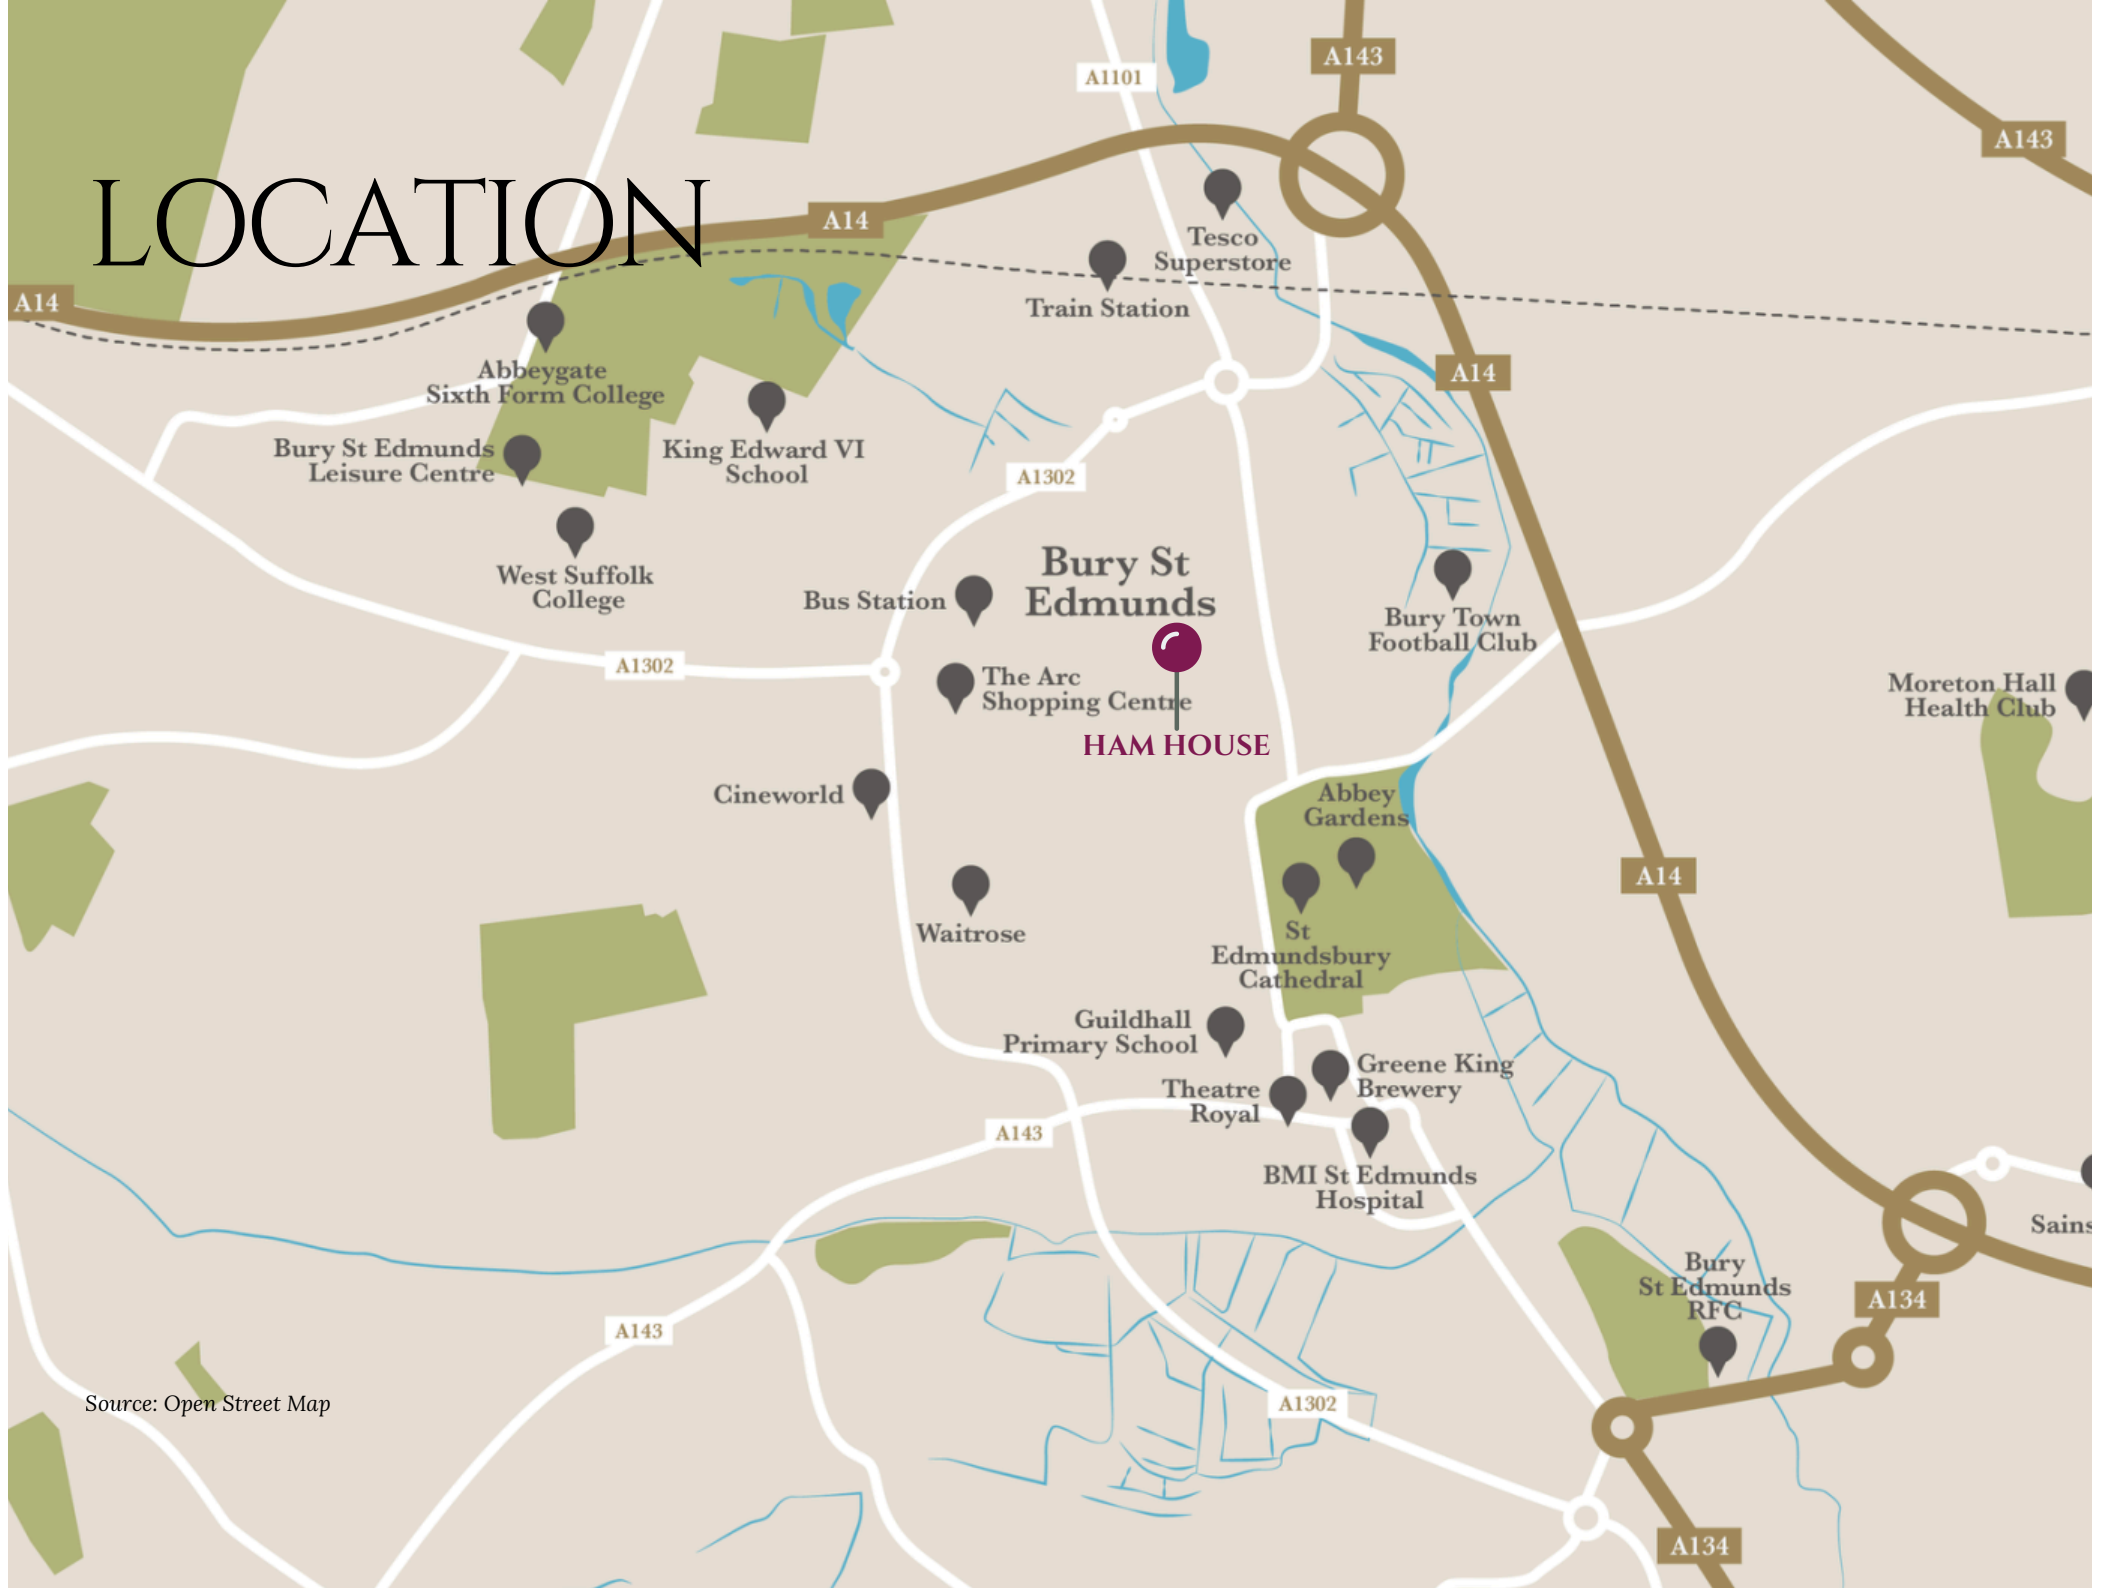 A143
A1101
A143
LOCATION
A14
Tesco
Superstore
Train Station
A14
Abbeygate
Sixth Form College
A14
Bury St Edmunds
Leisure Centre
King Edward VI
School
A1302
West Suffolk
College
Bury St
Edmunds
Bus Station
Bury Town
Football Club
A1302
The Arc
Shopping Centre
Moreton Hall
Health Club
HAM HOUSE
Cineworld
Abbey
Gardens
A14
Waitrose
St
Edmundsbury
Cathedral
Guildhall
Primary School
Greene King
Brewery
Theatre
Royal
A143
BMI St Edmunds
Hospital
Sains
Bury
St Edmunds
RFC
A134
A143
Source: Open Street Map
A1302
A134